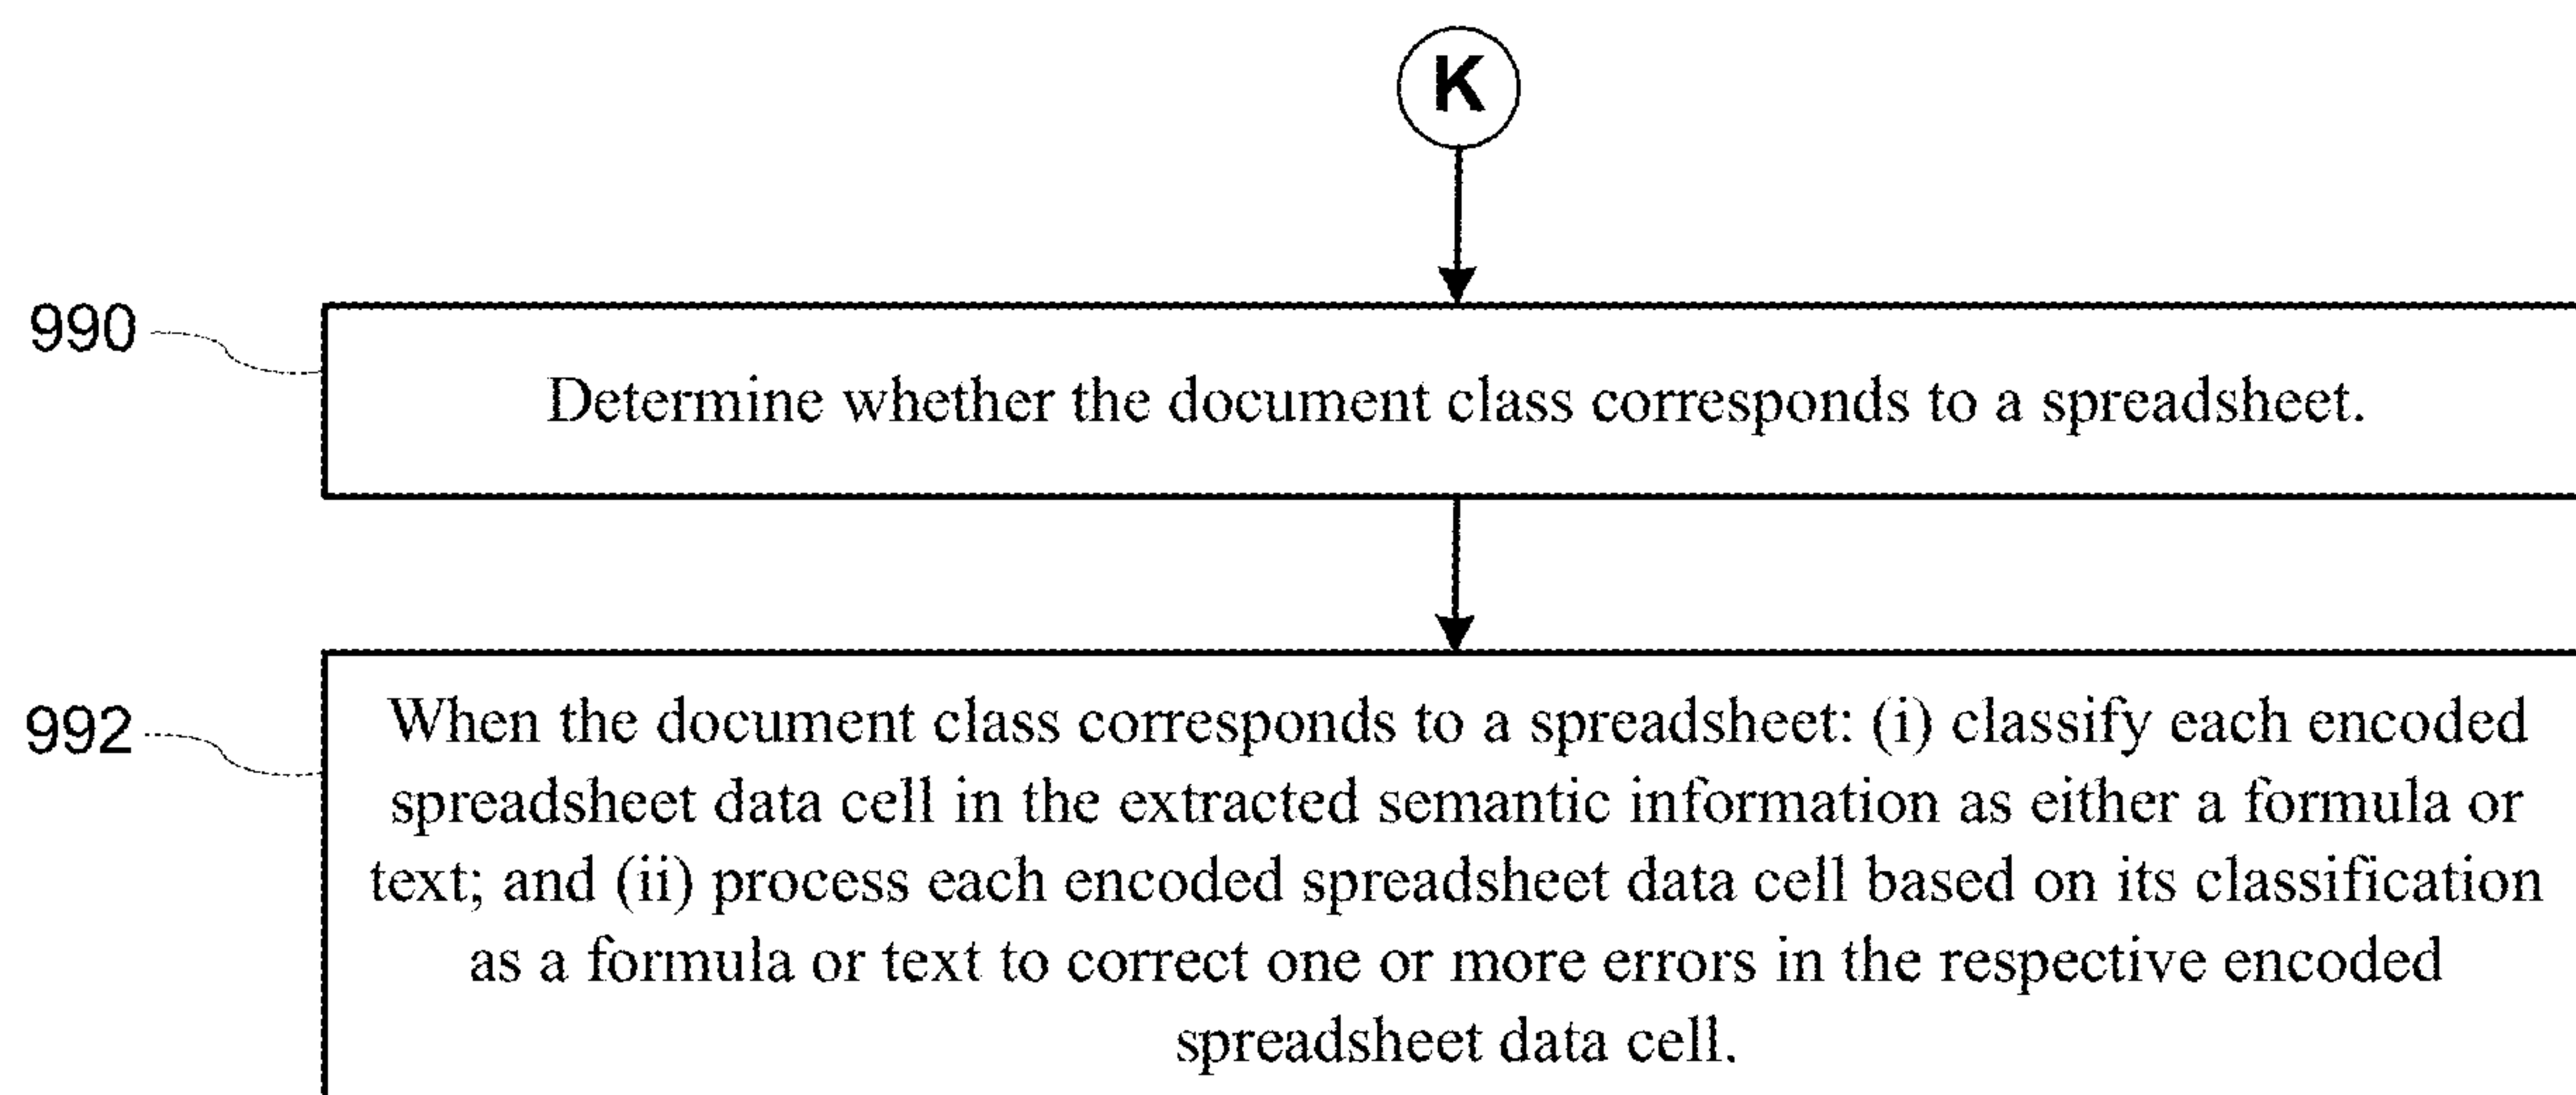 K
990
Determine whether the document class corresponds to a spreadsheet.
992
When the document class corresponds to a spreadsheet: (i) classify each encoded
spreadsheet data cell in the extracted semantic information as either a formula or
text; and (ii) process each encoded spreadsheet data cell based on its classification
as a formula or text to correct one or more errors in the respective encoded
spreadsheet data cell.